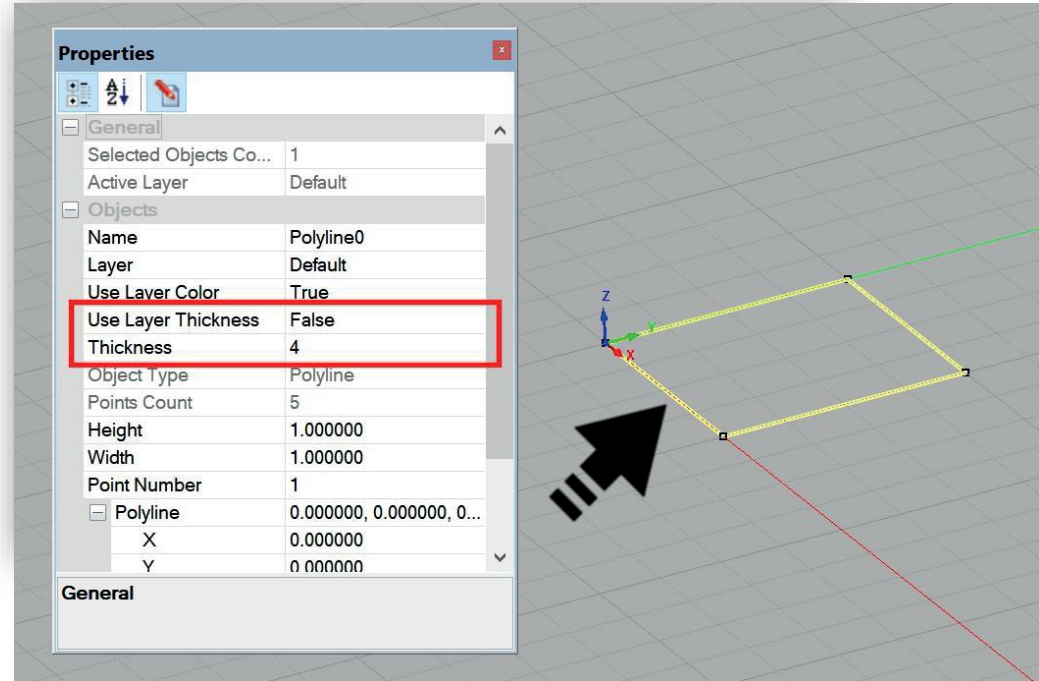 Properties
General
Selected Objects Co... 1
Active Layer Default
Objects
Name Polyline0
Layer Default
Use Layer Color True
Use Layer Thickness False
Thickness 4
Object Type Polyline
Points Count 5
Height 1.000000
Width 1.000000
Point Number 1
Polyline 0.000000, 0.000000, 0...
X 0.000000
Y 0.000000
General
Z
Y
X